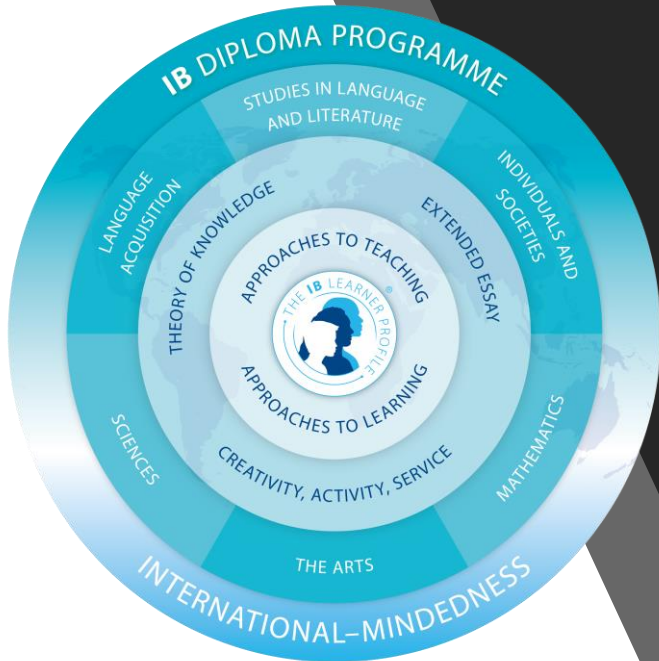 IB DIPLOMA PROGRAMME
STUDIES IN LANGUAGE
AND LITERATURE
LANGUAGE
ACQUISITION
INDIVIDUALS AND
SOCIETIES
THEORY OF KNOWLEDGE
EXTENDED ESSAY
APPROACHES TO TEACHING
THE IB LEARNER PROFILE
®
APPROACHES TO LEARNING
CREATIVITY, ACTIVITY, SERVICE
SCIENCES
MATHEMATICS
THE ARTS
INTERNATIONAL–MINDEDNESS